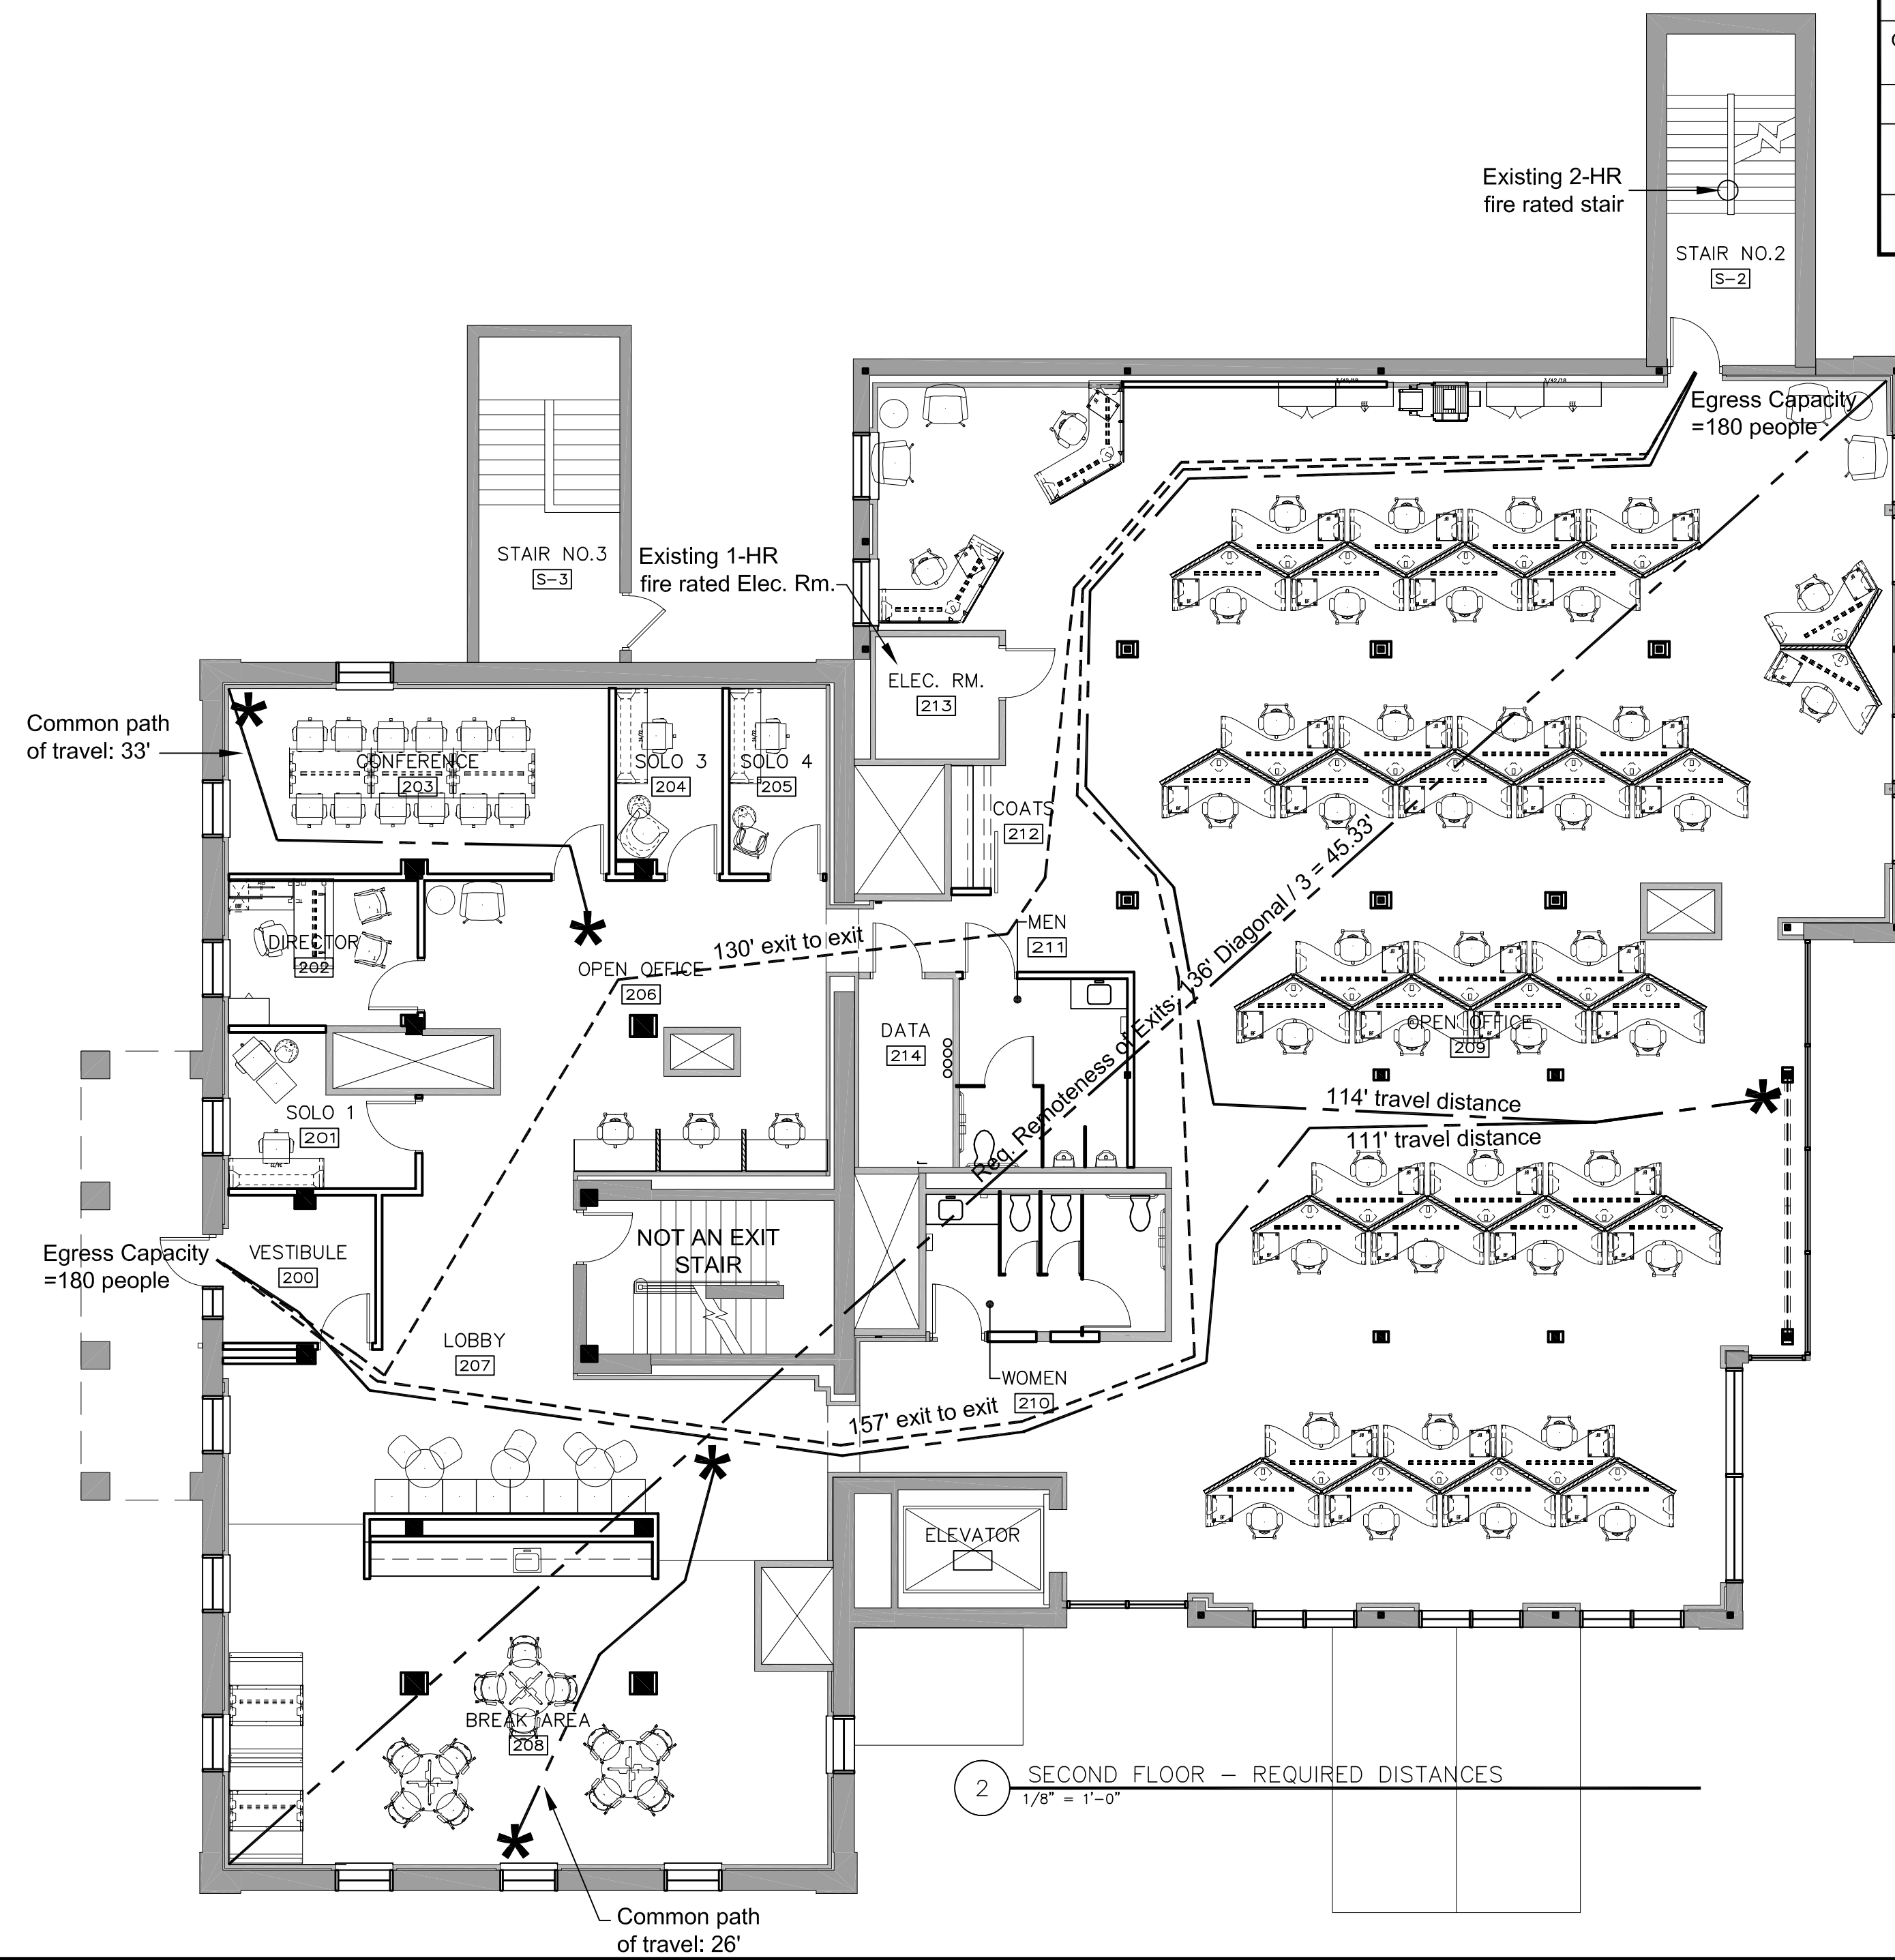 Existing 2-HR
fire rated stair
STAIR NO.2
S-2
Egress Capacity
=180 people
STAIR NO.3
S-3
Existing 1-HR
fire rated Elec. Rm.
ELEC. RM.
213
Common path
of travel: 33'
CONFERENCE
203
SOLO 3
204
SOLO 4
205
COATS
212
DIRECTOR
202
OPEN OFFICE
206
130' exit to exit
MEN
211
Req. Remoteness of Exits: 136' Diagonal / 3 = 45.33'
DATA
214
OPEN OFFICE
209
SOLO 1
201
114' travel distance
111' travel distance
Egress Capacity
=180 people
VESTIBULE
200
NOT AN EXIT
STAIR
LOBBY
207
WOMEN
210
157' exit to exit
ELEVATOR
BREAK AREA
208
2
SECOND FLOOR – REQUIRED DISTANCES
1/8" = 1'-0"
Common path
of travel: 26'